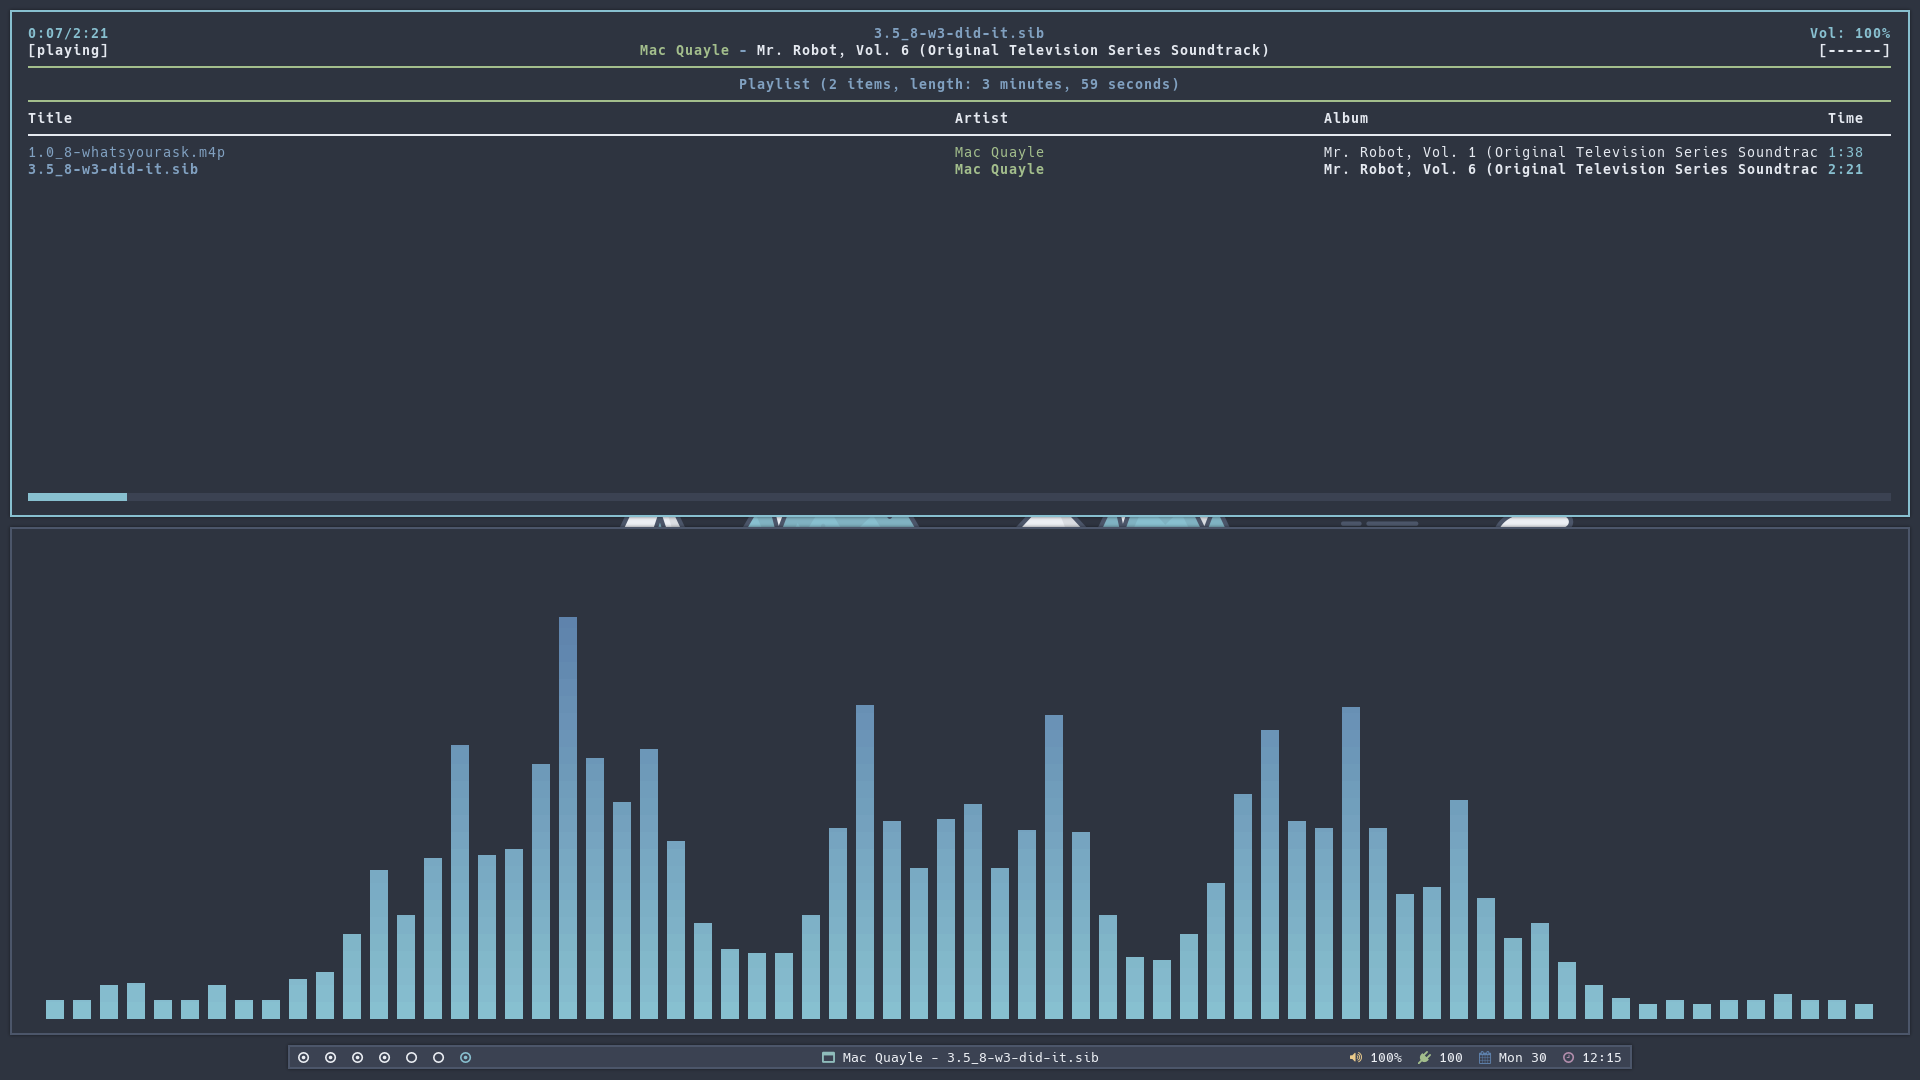 0:07/2:21 3.5_8-w3-did-it.sib Vol: 100%
[playing] Mac Quayle - Mr. Robot, Vol. 6 (Original Television Series Soundtrack) [------]
Playlist (2 items, length: 3 minutes, 59 seconds)
Title Artist Album Time
1.0_8-whatsyourask.m4p Mac Quayle Mr. Robot, Vol. 1 (Original Television Series Soundtrac 1:38
3.5_8-w3-did-it.sib Mac Quayle Mr. Robot, Vol. 6 (Original Television Series Soundtrac 2:21
Mac Quayle - 3.5_8-w3-did-it.sib 100% 100 Mon 30 12:15